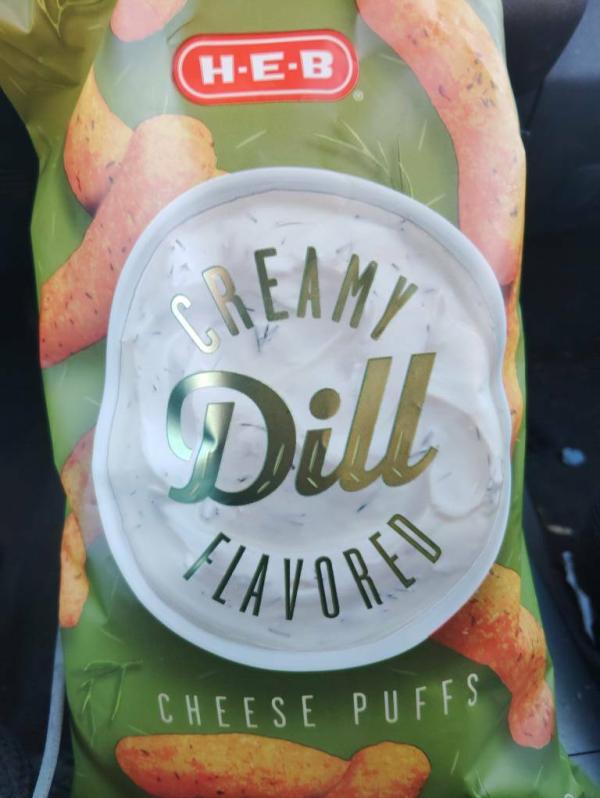 H-E-B
®
CREAMY
Dill
FLAVORED
CHEESE PUFFS